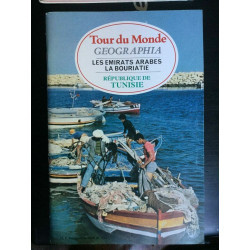 Tour du Monde
GEOGRAPHIA
LES EMIRATS ARABES
LA BOURIATIE
RÉPUBLIQUE DE
TUNISIE